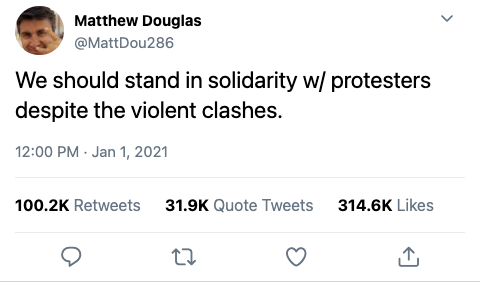 Matthew Douglas
@MattDou286
We should stand in solidarity w/ protesters
despite the violent clashes.
12:00 PM · Jan 1, 2021
100.2K Retweets 31.9K Quote Tweets 314.6K Likes